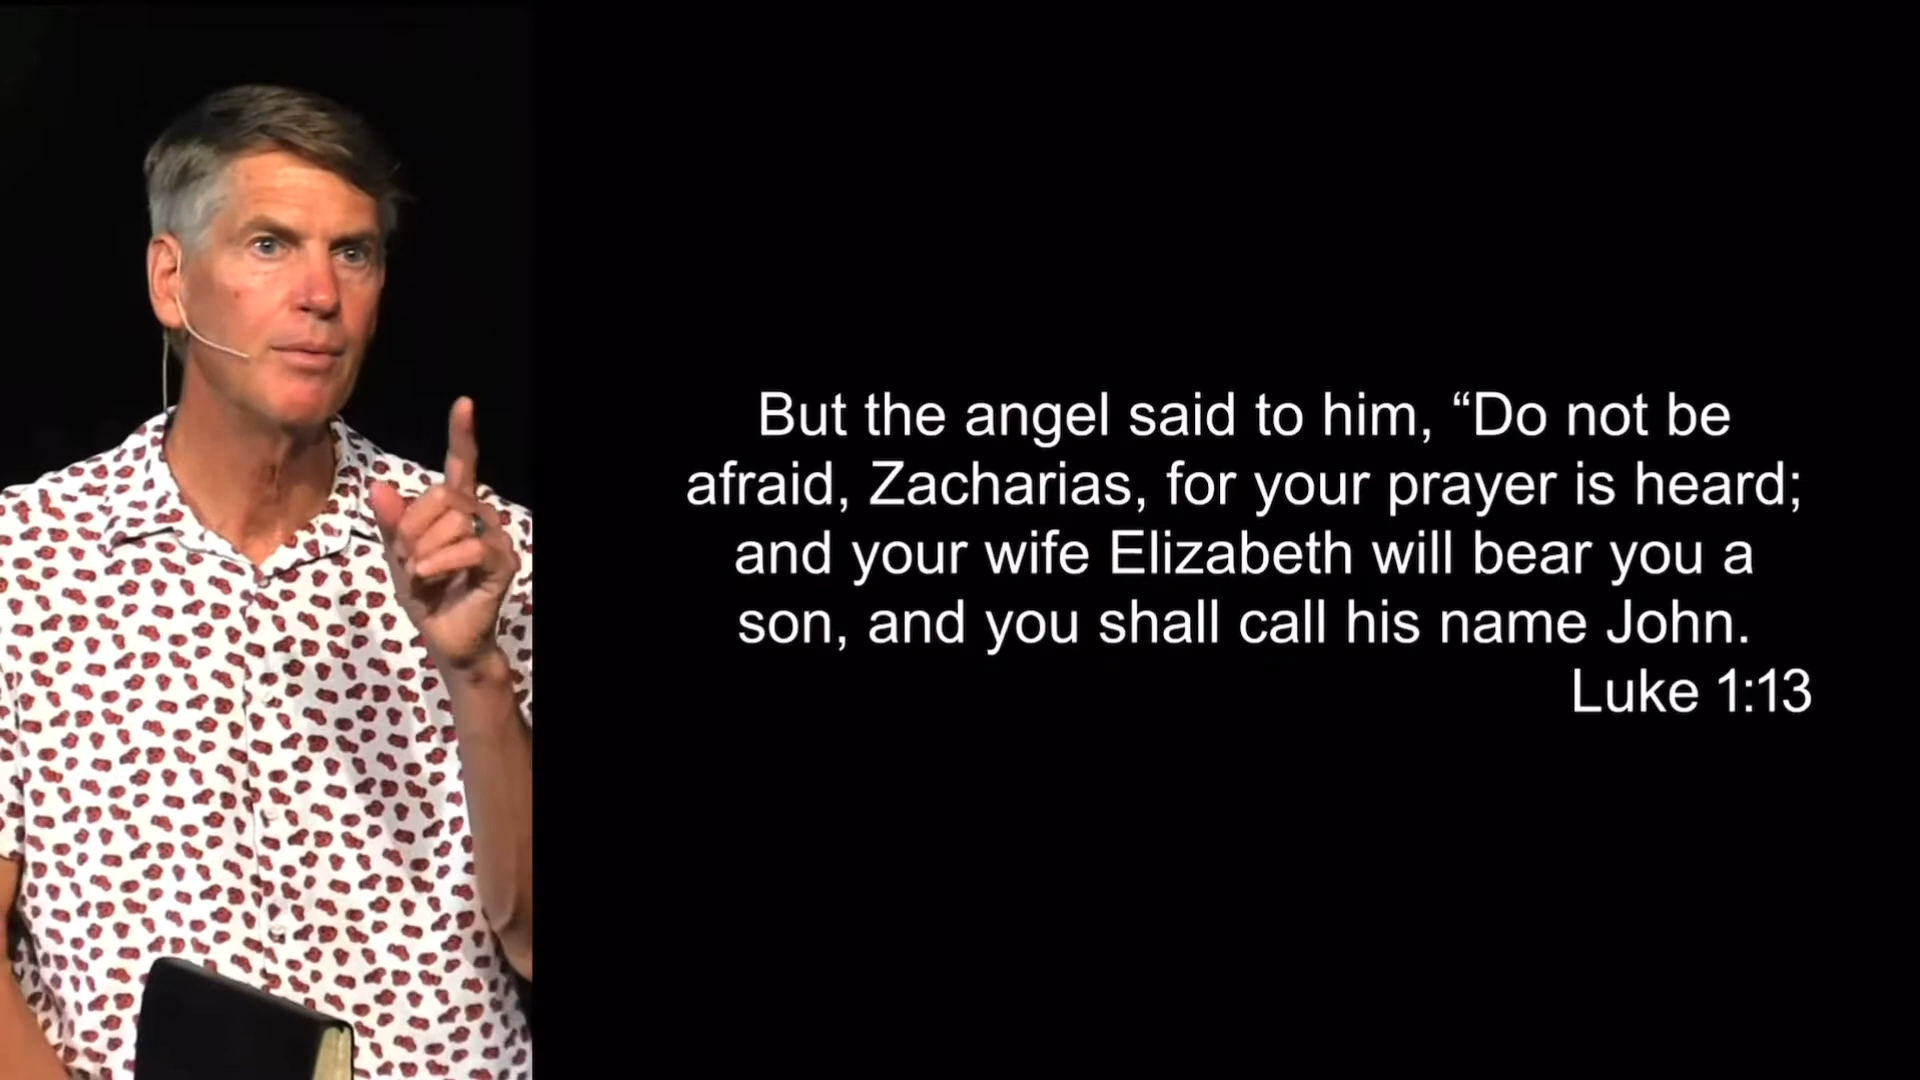 But the angel said to him, “Do not be
afraid, Zacharias, for your prayer is heard;
and your wife Elizabeth will bear you a
son, and you shall call his name John.
Luke 1:13